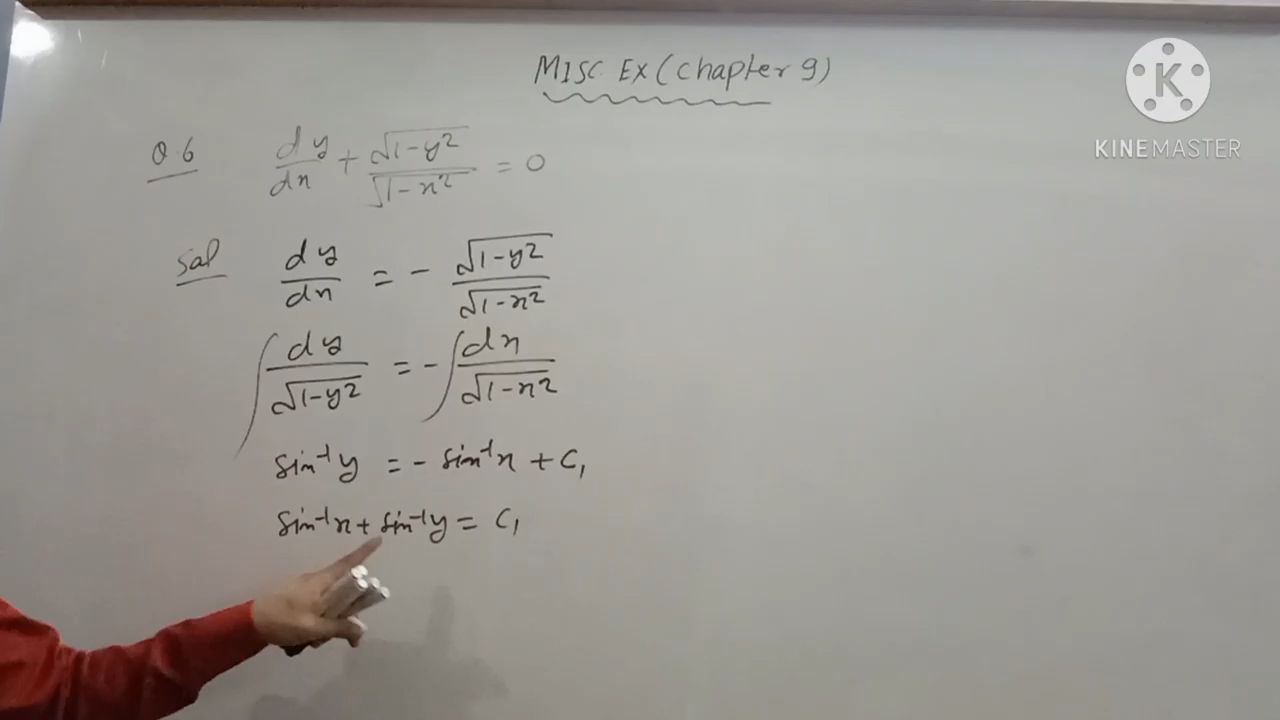 MISC EX (Chapter 9)
K
KINEMASTER
Q.6 dy/dx + √1-y²/√1-x² = 0
Sol dy/dx = - √1-y²/√1-x²
∫ dy/√1-y² = - ∫ dx/√1-x²
sin⁻¹y = - sin⁻¹x + C₁
sin⁻¹x + sin⁻¹y = C₁